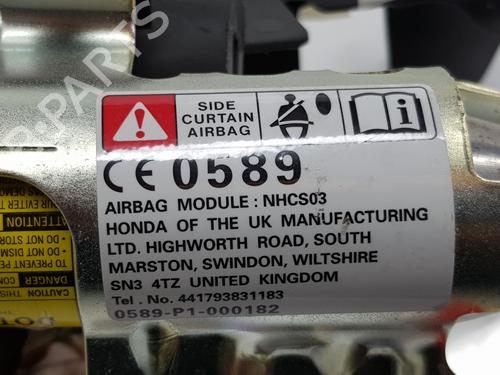 SIDE
CURTAIN
AIRBAG
CE 0589
AIRBAG MODULE : NHCS03
HONDA OF THE UK MANUFACTURING
LTD. HIGHWORTH ROAD, SOUTH
MARSTON, SWINDON, WILTSHIRE
SN3 4TZ UNITED KINGDOM
Tel . No. 441793831183
0589-P1-000182
ATTENTION
DO NOT
DO NOT
TO PREVENT
DANGER
CAUTION